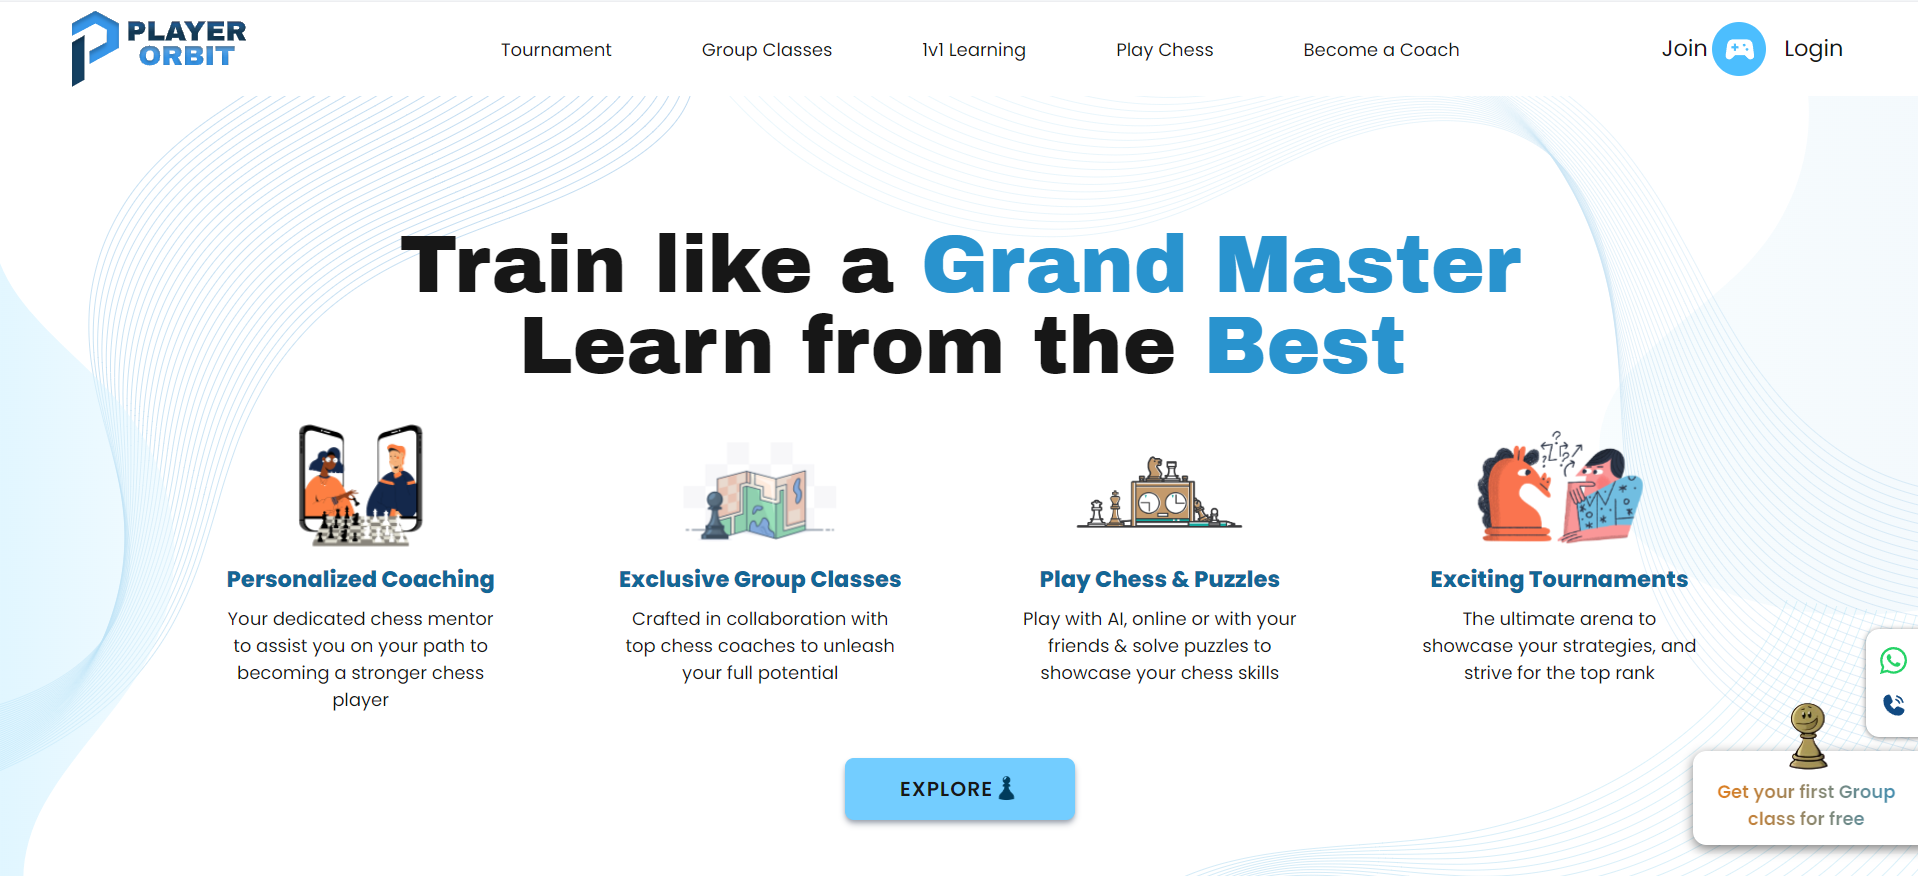 PLAYER
ORBIT
Tournament
Group Classes
1v1 Learning
Play Chess
Become a Coach
Join
Login
Train like a Grand Master
Learn from the Best
Personalized Coaching
Your dedicated chess mentor
to assist you on your path to
becoming a stronger chess
player
Exclusive Group Classes
Crafted in collaboration with
top chess coaches to unleash
your full potential
Play Chess & Puzzles
Play with AI, online or with your
friends & solve puzzles to
showcase your chess skills
Exciting Tournaments
The ultimate arena to
showcase your strategies, and
strive for the top rank
EXPLORE
Get your first Group
class for free